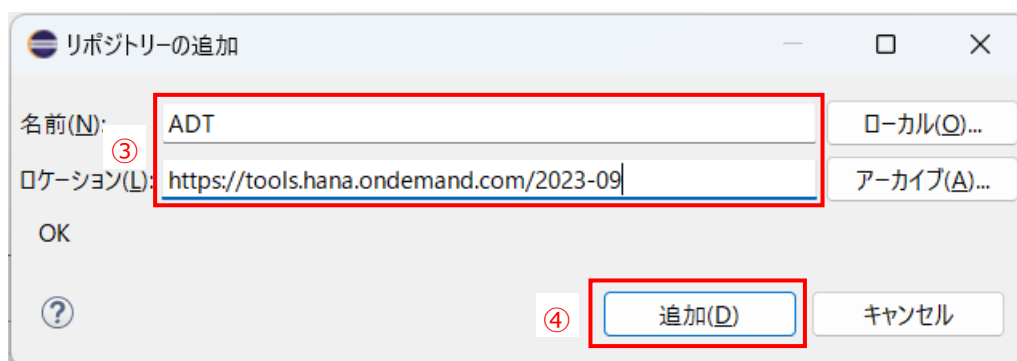 リポジトリーの追加
名前(N): ADT ローカル(O)...
③
ロケーション(L): https://tools.hana.ondemand.com/2023-09 アーカイブ(A)...
OK
? ④ 追加(D) キャンセル